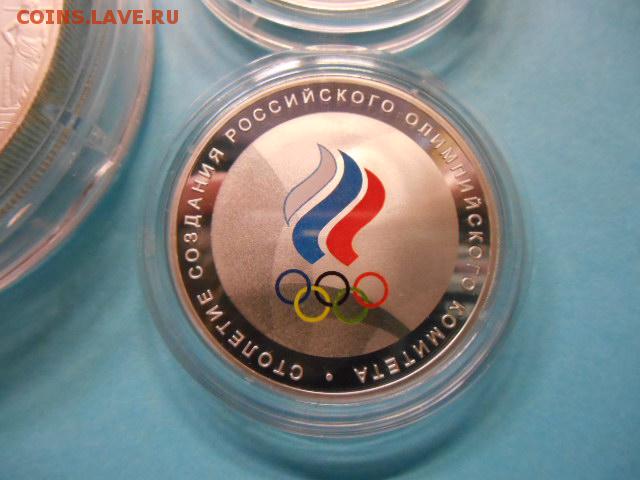 COINS.LAVE.RU
СТОЛЕТИЕ СОЗДАНИЯ РОССИЙСКОГО ОЛИМПИЙСКОГО КОМИТЕТА •